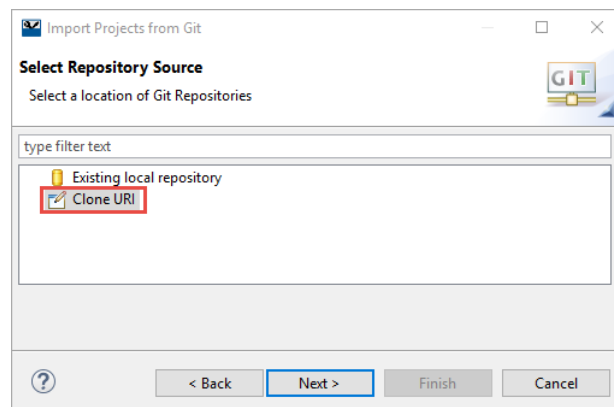 Import Projects from Git
Select Repository Source
Select a location of Git Repositories
GIT
type filter text
Existing local repository
Clone URI
?
< Back
Next >
Finish
Cancel